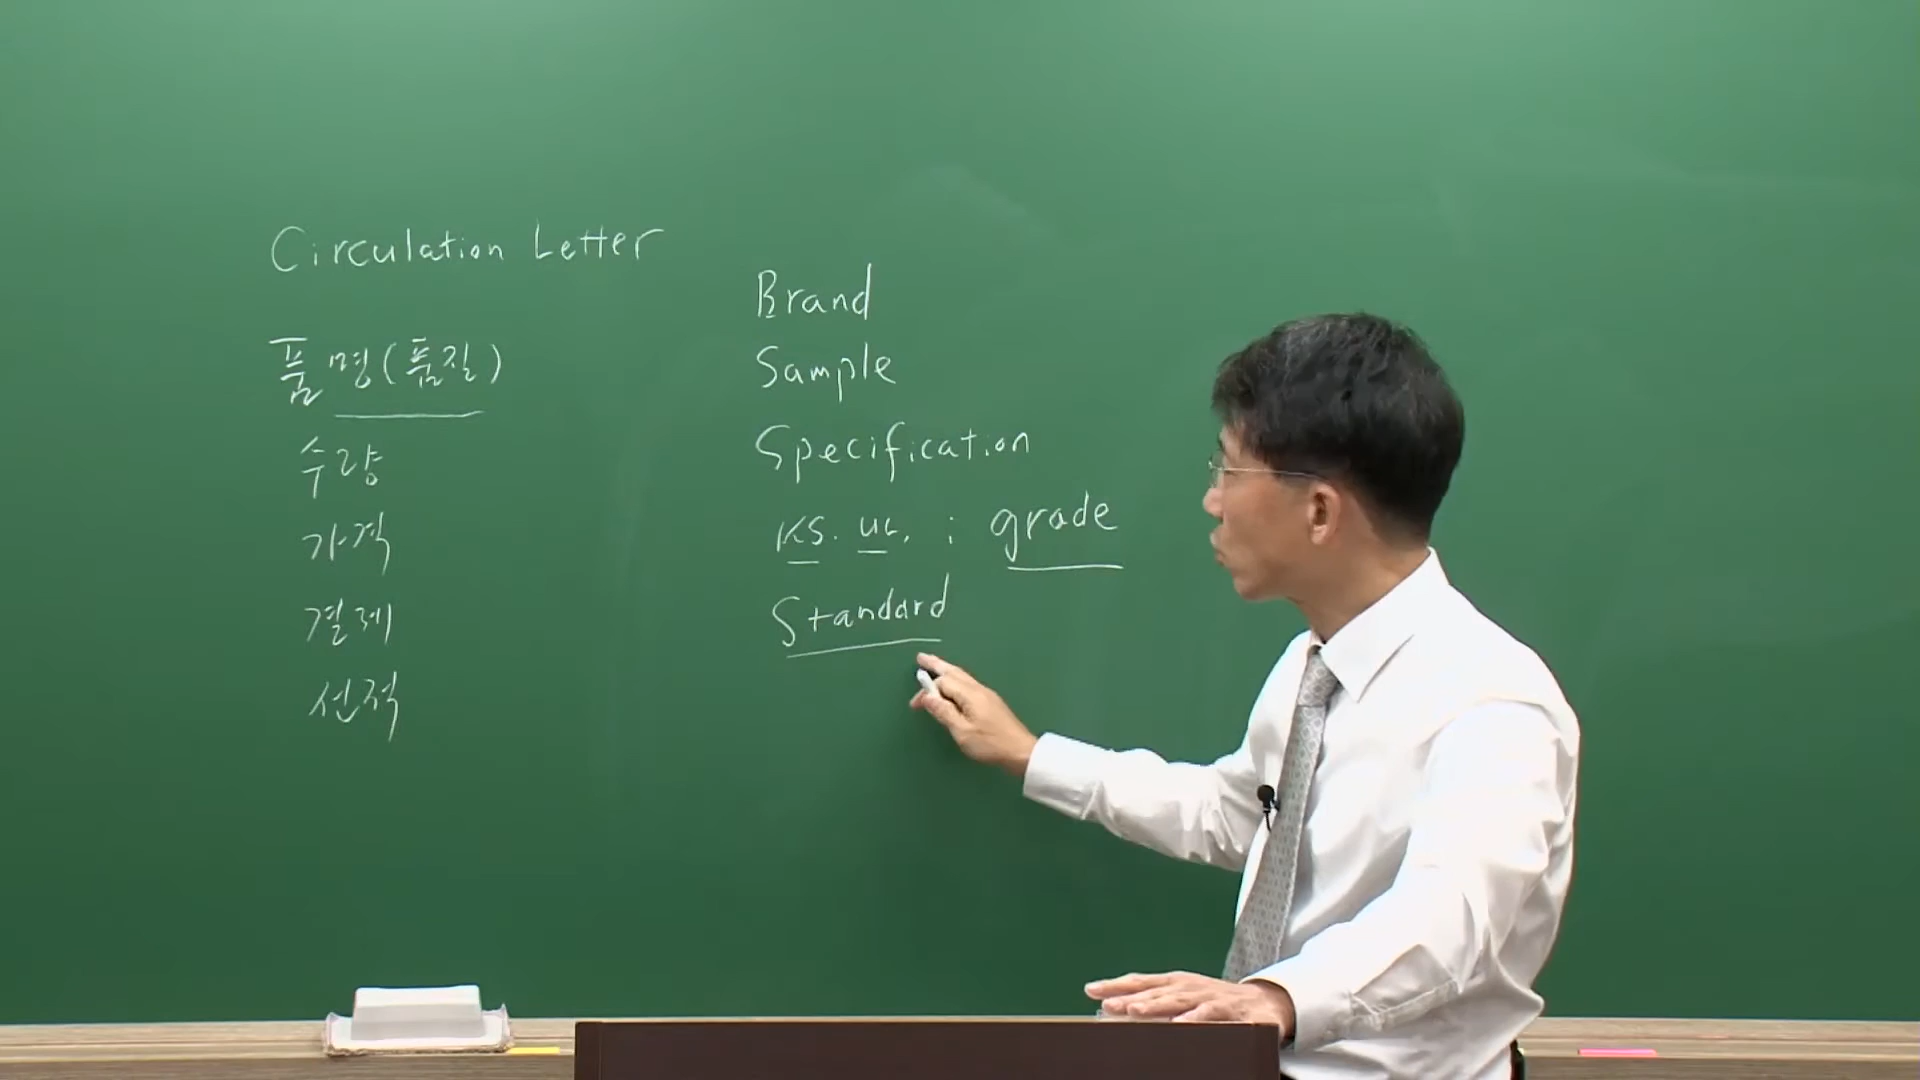 Circulation Letter
품명(품질)
수량
가격
결제
선적
Brand
Sample
Specification
KS. UL. ; grade
Standard